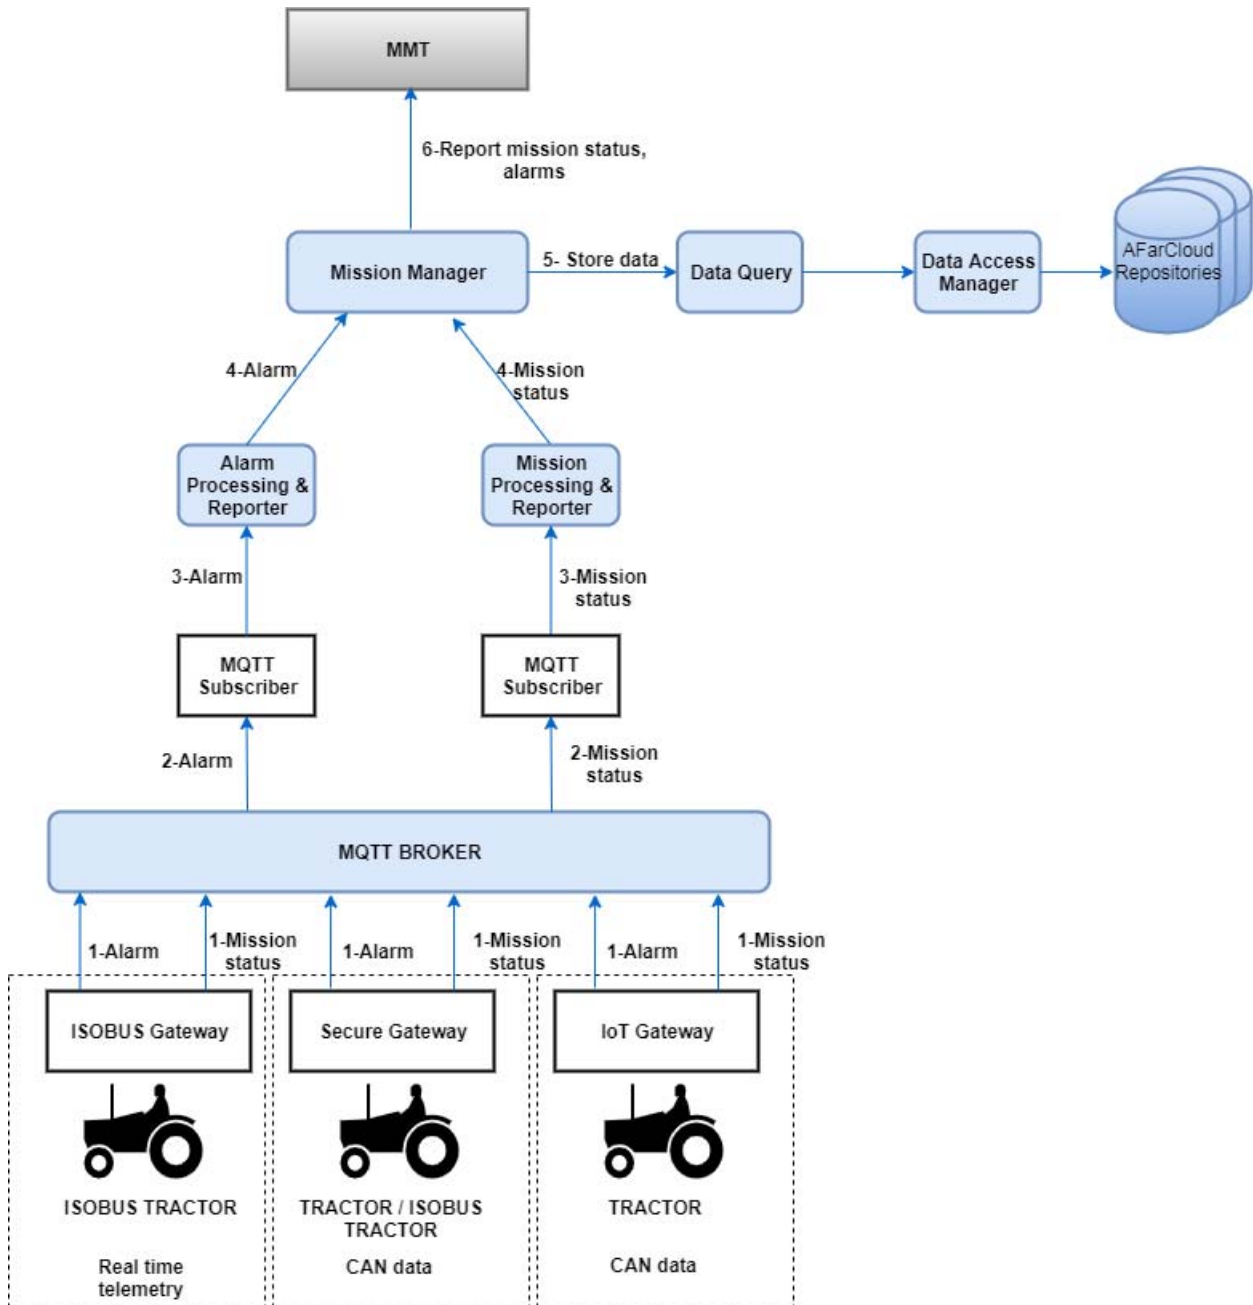 MMT
6-Report mission status,
alarms
Mission Manager
5- Store data
Data Query
Data Access
Manager
AFarCloud
Repositories
4-Alarm
4-Mission
status
Alarm
Processing &
Reporter
Mission
Processing &
Reporter
3-Alarm
3-Mission
status
MQTT
Subscriber
MQTT
Subscriber
2-Alarm
2-Mission
status
MQTT BROKER
1-Alarm
1-Mission
status
1-Alarm
1-Mission
status
1-Alarm
1-Mission
status
ISOBUS Gateway
Secure Gateway
IoT Gateway
ISOBUS TRACTOR
TRACTOR / ISOBUS
TRACTOR
TRACTOR
Real time
telemetry
CAN data
CAN data